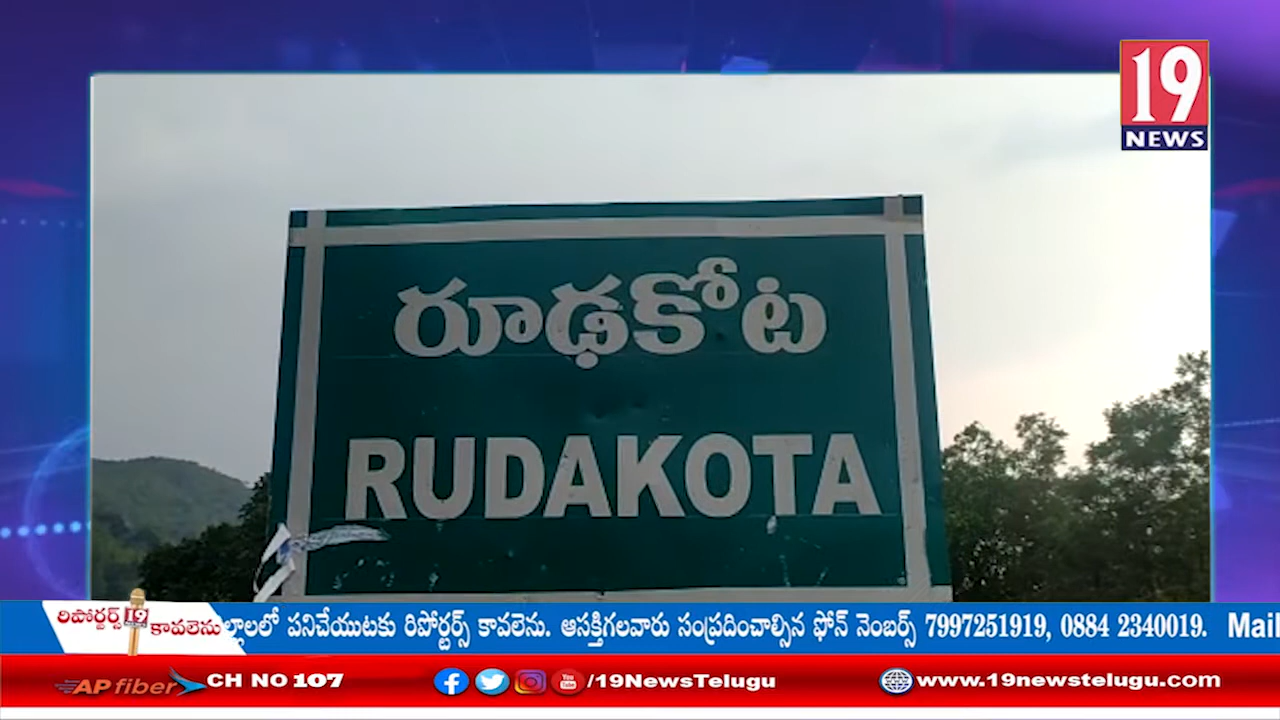 19
NEWS
రూఢకోట
RUDAKOTA
రిపోర్టర్స్ 19
కావలెను
ల్లాలలో పనిచేయుటకు రిపోర్టర్స్ కావలెను. ఆసక్తిగలవారు సంప్రదించాల్సిన ఫోన్ నెంబర్స్ 7997251919, 0884 2340019. Mail
AP fiber CH NO 107
/19NewsTelugu
www.19newstelugu.com